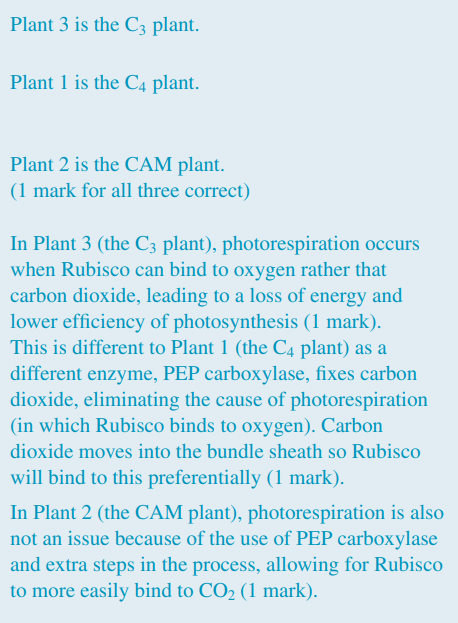 Plant 3 is the C₃ plant.
Plant 1 is the C₄ plant.
Plant 2 is the CAM plant.
(1 mark for all three correct)
In Plant 3 (the C₃ plant), photorespiration occurs
when Rubisco can bind to oxygen rather that
carbon dioxide, leading to a loss of energy and
lower efficiency of photosynthesis (1 mark).
This is different to Plant 1 (the C₄ plant) as a
different enzyme, PEP carboxylase, fixes carbon
dioxide, eliminating the cause of photorespiration
(in which Rubisco binds to oxygen). Carbon
dioxide moves into the bundle sheath so Rubisco
will bind to this preferentially (1 mark).
In Plant 2 (the CAM plant), photorespiration is also
not an issue because of the use of PEP carboxylase
and extra steps in the process, allowing for Rubisco
to more easily bind to CO₂ (1 mark).